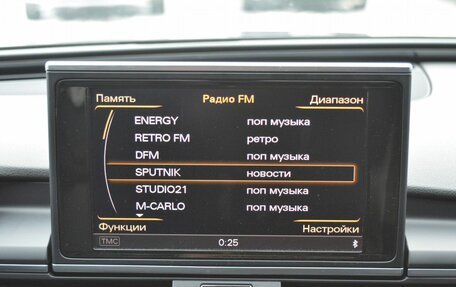 Память Радио FM Диапазон
ENERGY поп музыка
RETRO FM ретро
DFM поп музыка
SPUTNIK новости
STUDIO21 поп музыка
M-CARLO поп музыка
Функции Настройки
TMC 0:25